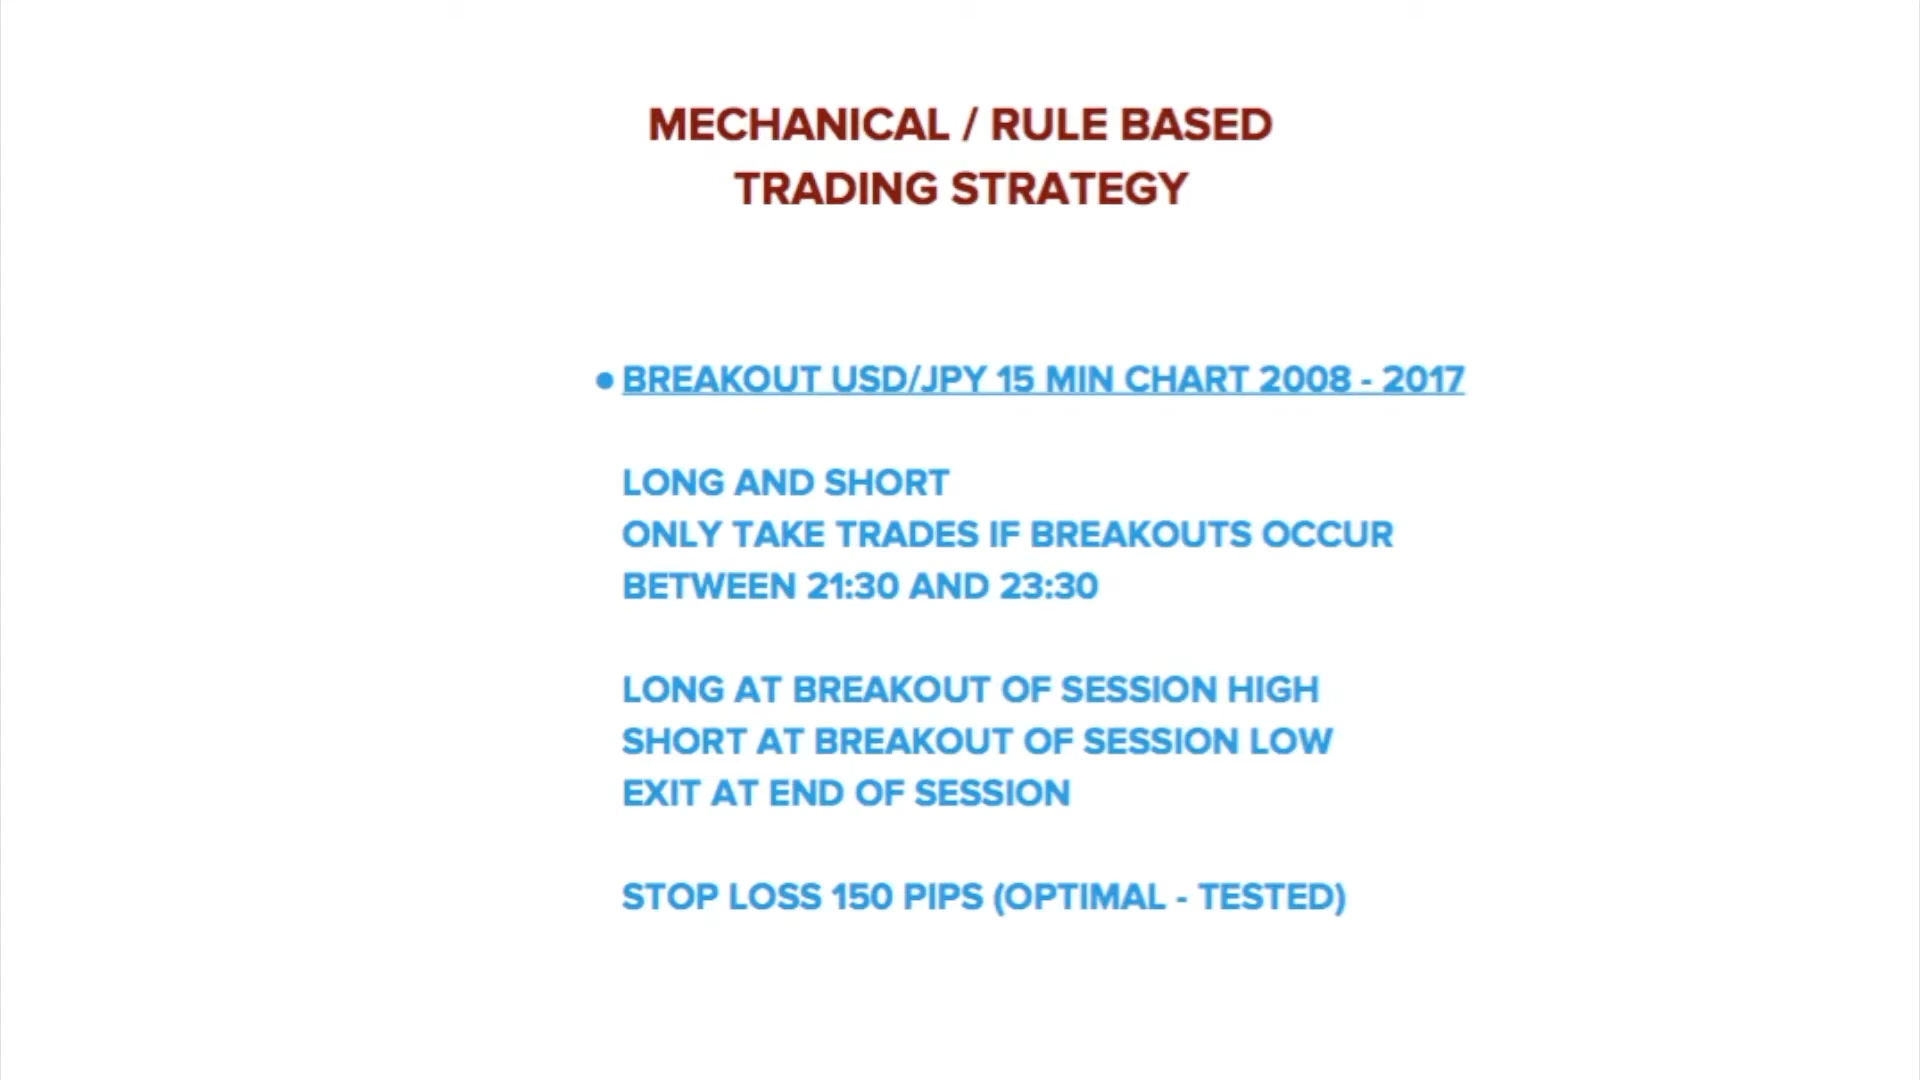 MECHANICAL / RULE BASED
TRADING STRATEGY
• BREAKOUT USD/JPY 15 MIN CHART 2008 - 2017
LONG AND SHORT
ONLY TAKE TRADES IF BREAKOUTS OCCUR
BETWEEN 21:30 AND 23:30
LONG AT BREAKOUT OF SESSION HIGH
SHORT AT BREAKOUT OF SESSION LOW
EXIT AT END OF SESSION
STOP LOSS 150 PIPS (OPTIMAL - TESTED)